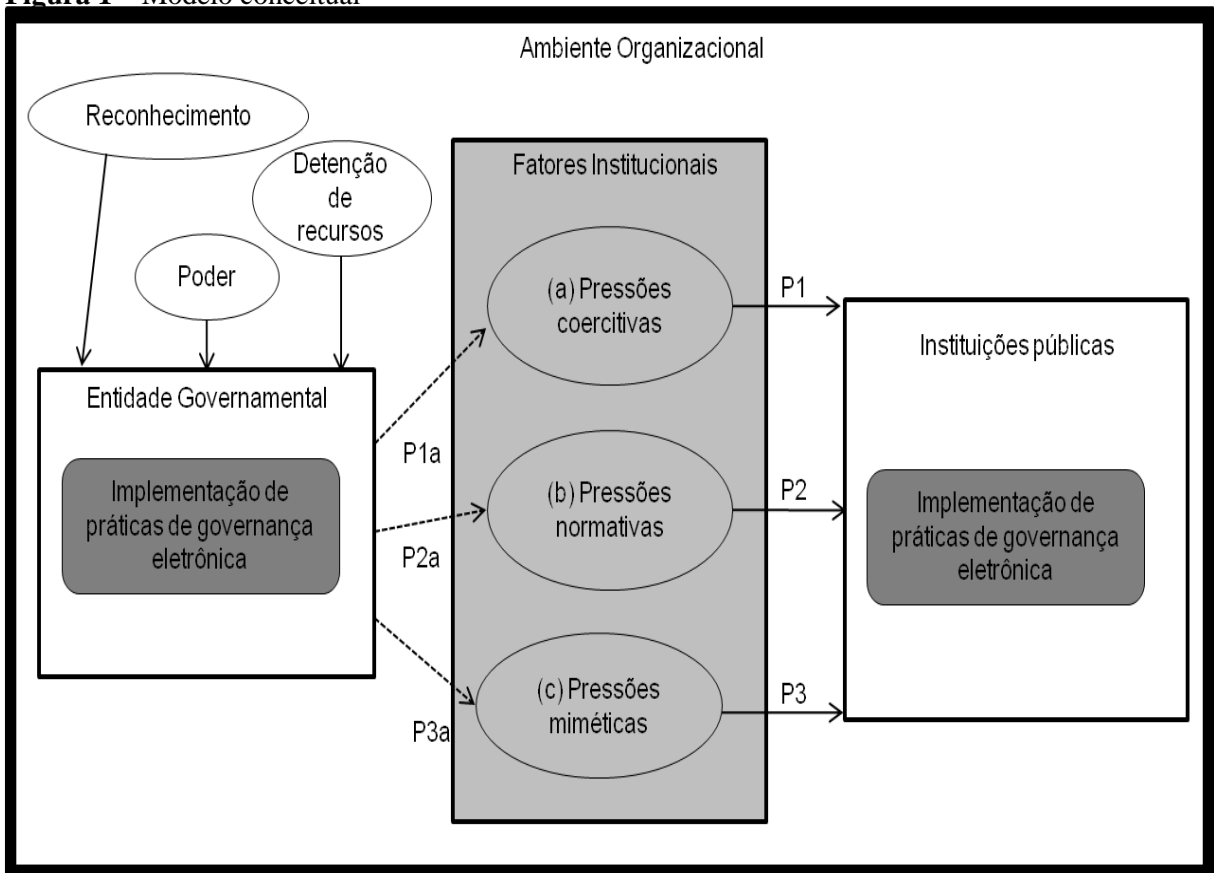 Figura 1 – Modelo conceitual
Ambiente Organizacional
Reconhecimento
Detenção
de
recursos
Poder
Entidade Governamental
Implementação de
práticas de governança
eletrônica
P1a
P2a
P3a
Fatores Institucionais
(a) Pressões
coercitivas
(b) Pressões
normativas
(c) Pressões
miméticas
P1
P2
P3
Instituições públicas
Implementação de
práticas de governança
eletrônica